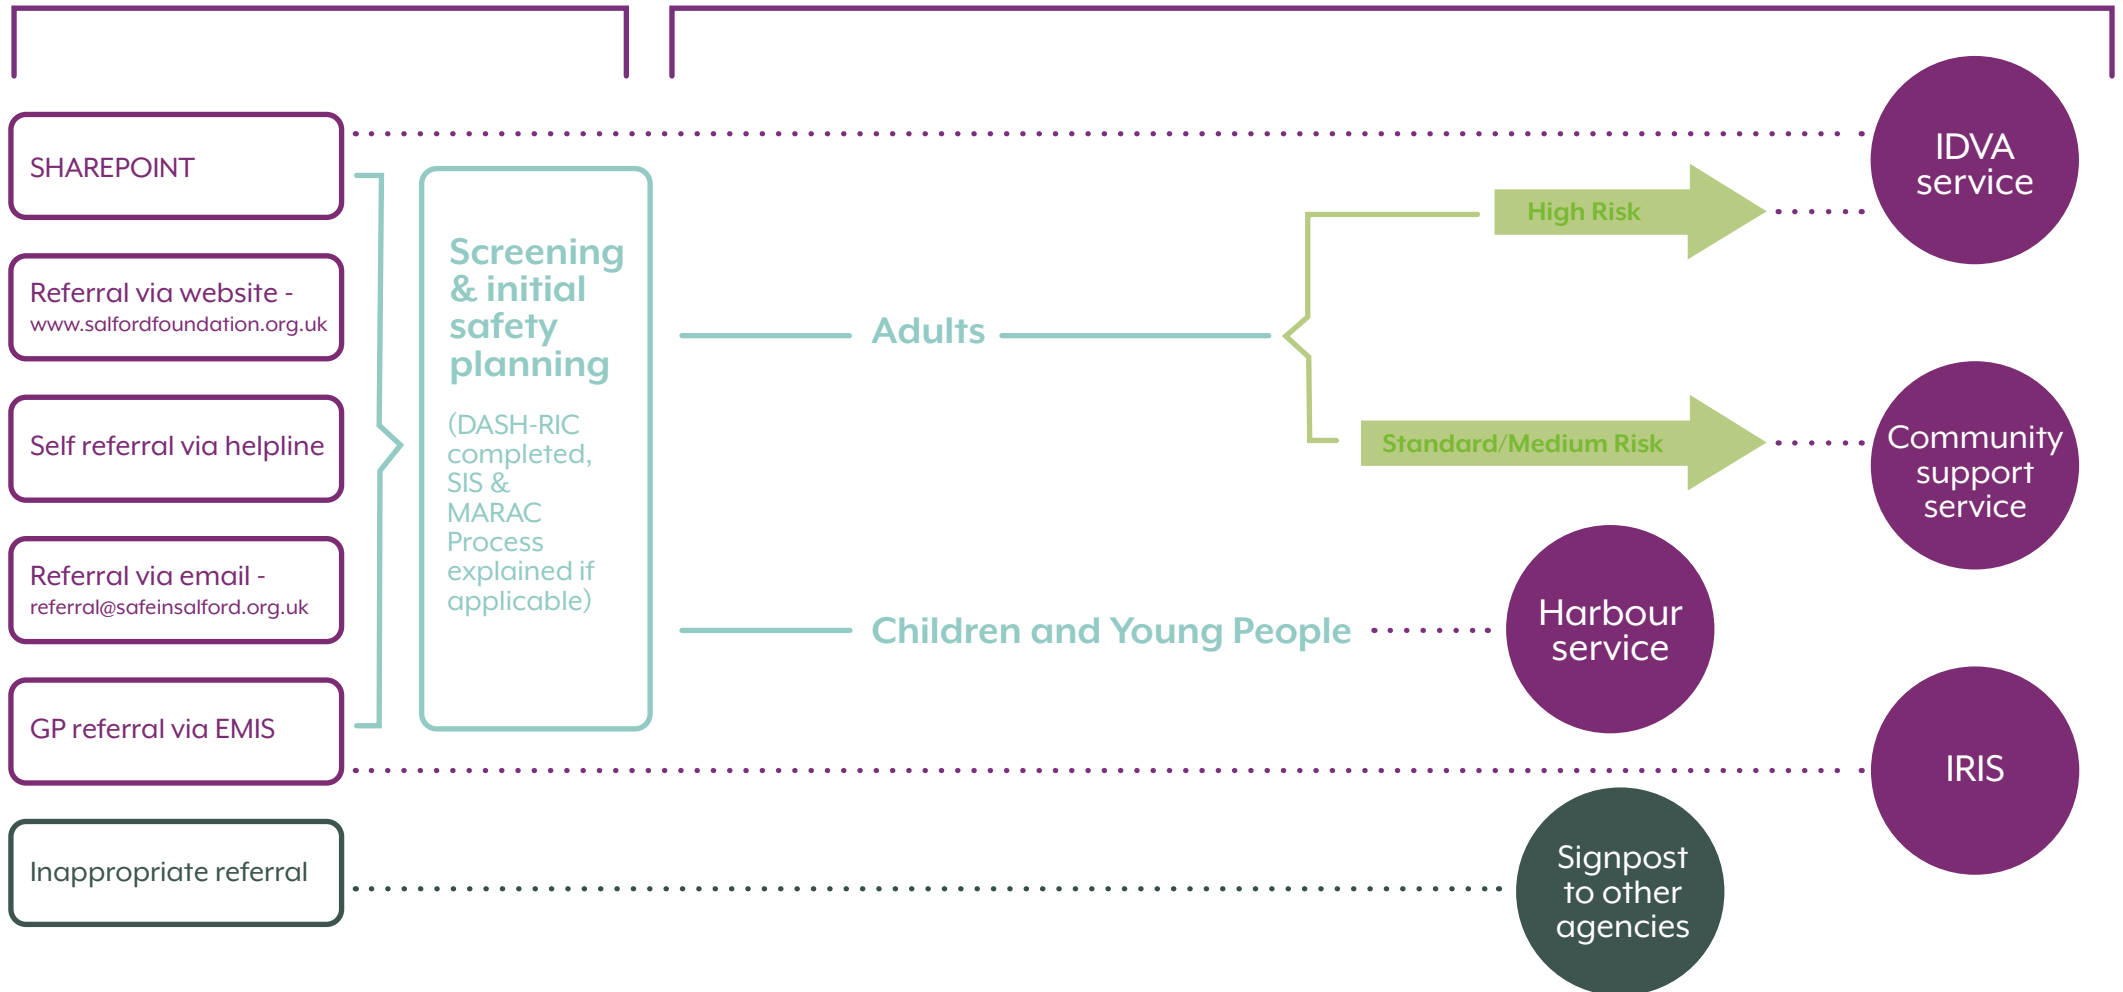 SHAREPOINT
Referral via website -
www.salfordfoundation.org.uk
Self referral via helpline
Referral via email -
referral@safeinsalford.org.uk
GP referral via EMIS
Inappropriate referral
Screening
& initial
safety
planning
(DASH-RIC
completed,
SIS &
MARAC
Process
explained if
applicable)
Adults
High Risk
Standard/Medium Risk
Children and Young People
IDVA
service
Community
support
service
Harbour
service
IRIS
Signpost
to other
agencies